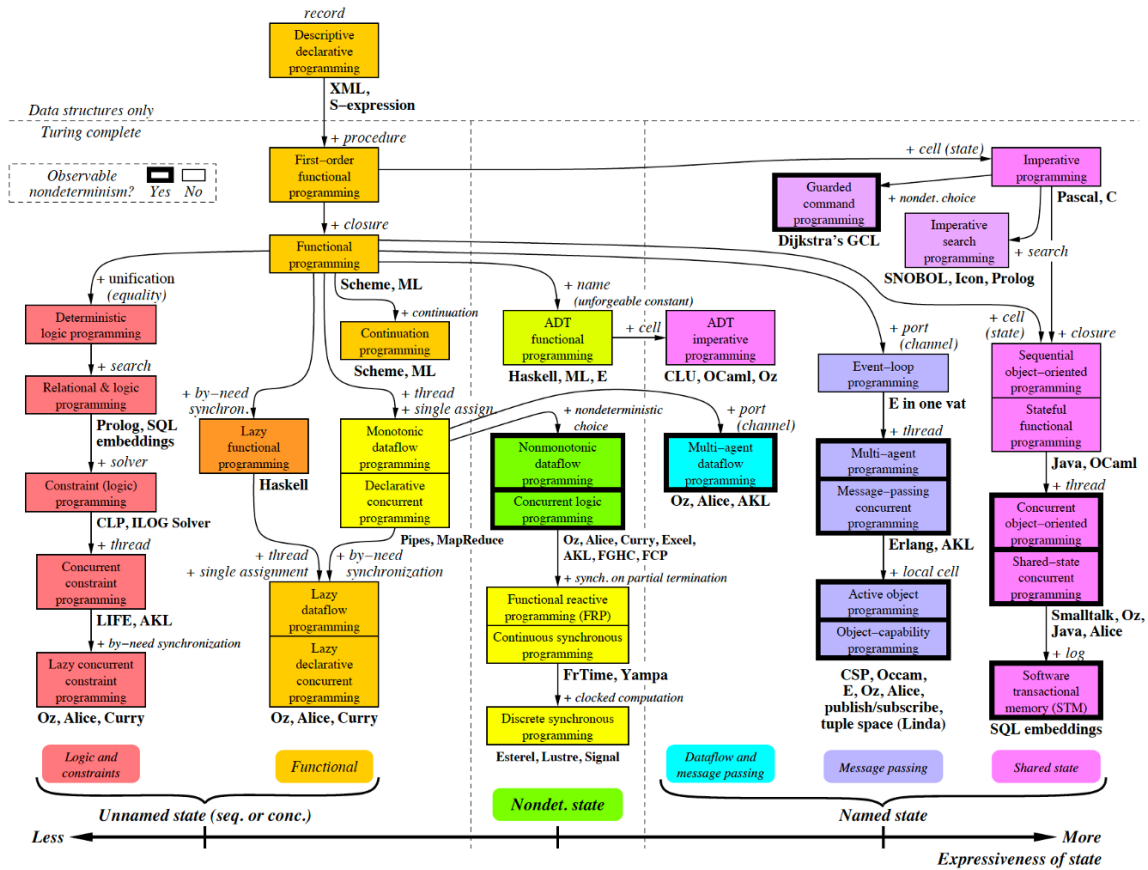 record
Descriptive
declarative
programming
XML,
S−expression
Data structures only
Turing complete
+ procedure
Observable
nondeterminism?
Yes
No
First−order
functional
programming
+ cell (state)
Imperative
programming
Pascal, C
Guarded
command
programming
+ nondet. choice
Dijkstra’s GCL
Imperative
search
programming
+ search
SNOBOL, Icon, Prolog
+ closure
Functional
programming
Scheme, ML
+ unification
(equality)
Deterministic
logic programming
+ search
Relational & logic
programming
Prolog, SQL
embeddings
+ solver
Constraint (logic)
programming
CLP, ILOG Solver
+ thread
Concurrent
constraint
programming
LIFE, AKL
+ by−need synchronization
Lazy concurrent
constraint
programming
Oz, Alice, Curry
+ continuation
Continuation
programming
Scheme, ML
+ by−need
synchron.
Lazy
functional
programming
Haskell
+ thread
+ single assign.
Monotonic
dataflow
programming
Declarative
concurrent
programming
Pipes, MapReduce
+ thread
+ single assignment
+ by−need
synchronization
Lazy
dataflow
programming
Lazy
declarative
concurrent
programming
Oz, Alice, Curry
+ name
(unforgeable constant)
ADT
functional
programming
Haskell, ML, E
+ cell
ADT
imperative
programming
CLU, OCaml, Oz
+ nondeterministic
choice
Nonmonotonic
dataflow
programming
Concurrent logic
programming
Oz, Alice, Curry, Excel,
AKL, FGHC, FCP
+ synch. on partial termination
Functional reactive
programming (FRP)
Continuous synchronous
programming
FrTime, Yampa
+ clocked computation
Discrete synchronous
programming
Esterel, Lustre, Signal
+ port
(channel)
Multi−agent
dataflow
programming
Oz, Alice, AKL
+ port
(channel)
Event−loop
programming
E in one vat
+ thread
Multi−agent
programming
Message−passing
concurrent
programming
Erlang, AKL
+ local cell
Active object
programming
Object−capability
programming
CSP, Occam,
E, Oz, Alice,
publish/subscribe,
tuple space (Linda)
+ cell
(state)
+ closure
Sequential
object−oriented
programming
Stateful
functional
programming
Java, OCaml
+ thread
Concurrent
object−oriented
programming
Shared−state
concurrent
programming
Smalltalk, Oz,
Java, Alice
+ log
Software
transactional
memory (STM)
SQL embeddings
Logic and
constraints
Functional
Nondet. state
Dataflow and
message passing
Message passing
Shared state
Unnamed state (seq. or conc.)
Named state
Less
More
Expressiveness of state